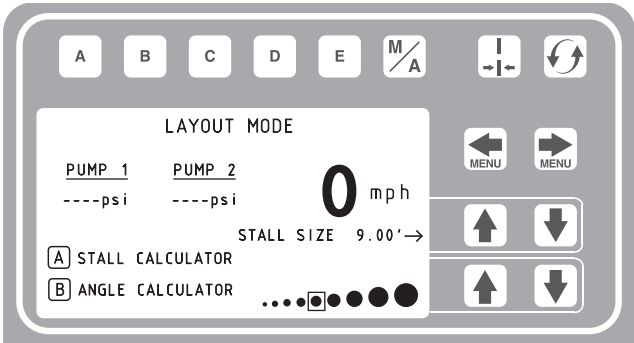 A B C D E M/A
LAYOUT MODE
MENU MENU
PUMP 1 PUMP 2
----psi ----psi 0 mph
STALL SIZE 9.00'→
A STALL CALCULATOR
B ANGLE CALCULATOR